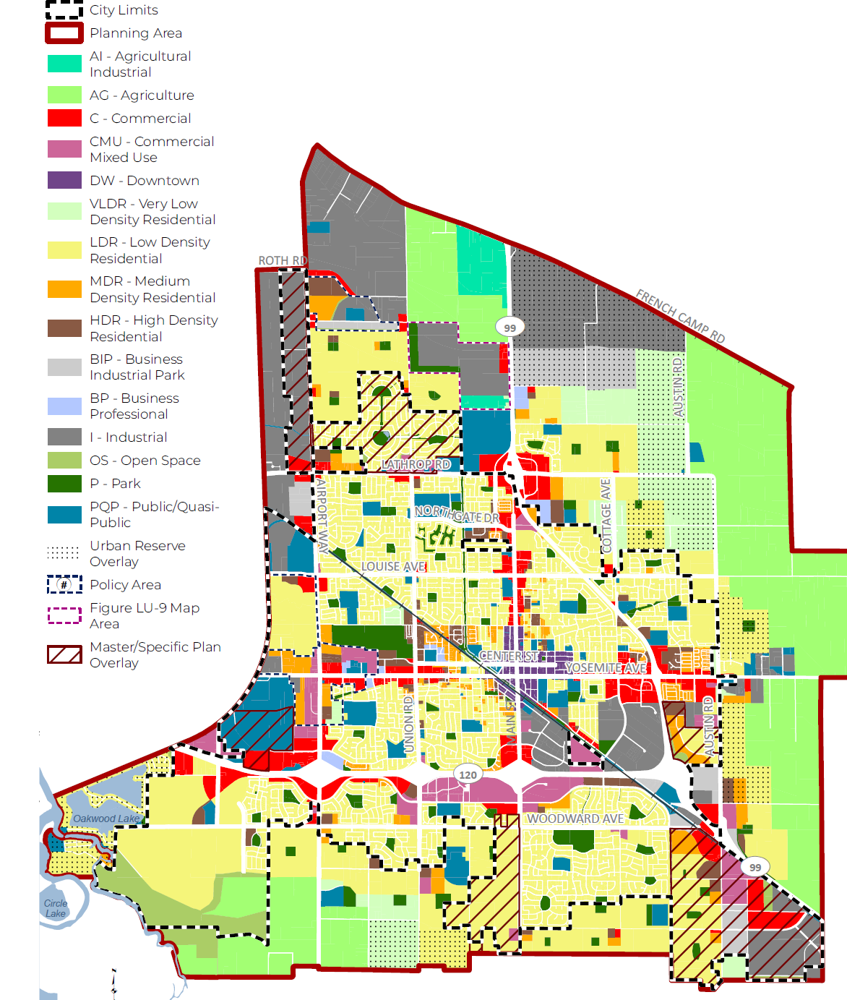 City Limits
Planning Area
AI - Agricultural
Industrial
AG - Agriculture
C - Commercial
CMU - Commercial
Mixed Use
DW - Downtown
VLDR - Very Low
Density Residential
LDR - Low Density
Residential
MDR - Medium
Density Residential
HDR - High Density
Residential
BIP - Business
Industrial Park
BP - Business
Professional
I - Industrial
OS - Open Space
P - Park
PQP - Public/Quasi-
Public
Urban Reserve
Overlay
#
Policy Area
Figure LU-9 Map
Area
Master/Specific Plan
Overlay
ROTH RD
FRENCH CAMP RD
99
AUSTIN RD
LATHROP RD
AIRPORT WAY
COTTAGE AVE
NORTHGATE DR
LOUISE AVE
CENTER ST
YOSEMITE AVE
UNION RD
MAIN ST
AUSTIN RD
120
WOODWARD AVE
Oakwood Lake
99
Circle
Lake